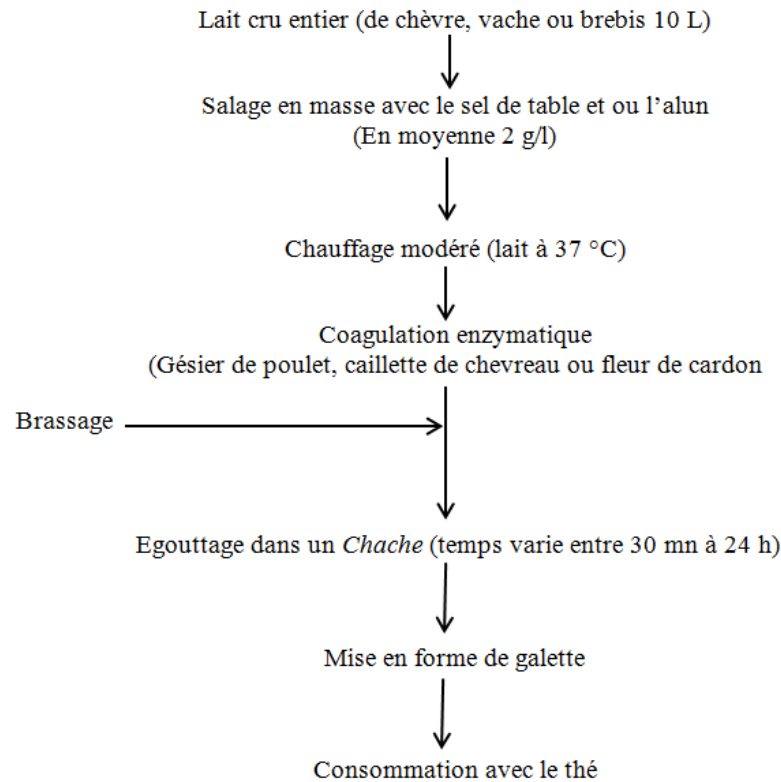 Lait cru entier (de chèvre, vache ou brebis 10 L)
Salage en masse avec le sel de table et ou l’alun
(En moyenne 2 g/l)
Chauffage modéré (lait à 37 °C)
Coagulation enzymatique
(Gésier de poulet, caillette de chevreau ou fleur de cardon
Brassage
Egouttage dans un Chache (temps varie entre 30 mn à 24 h)
Mise en forme de galette
Consommation avec le thé